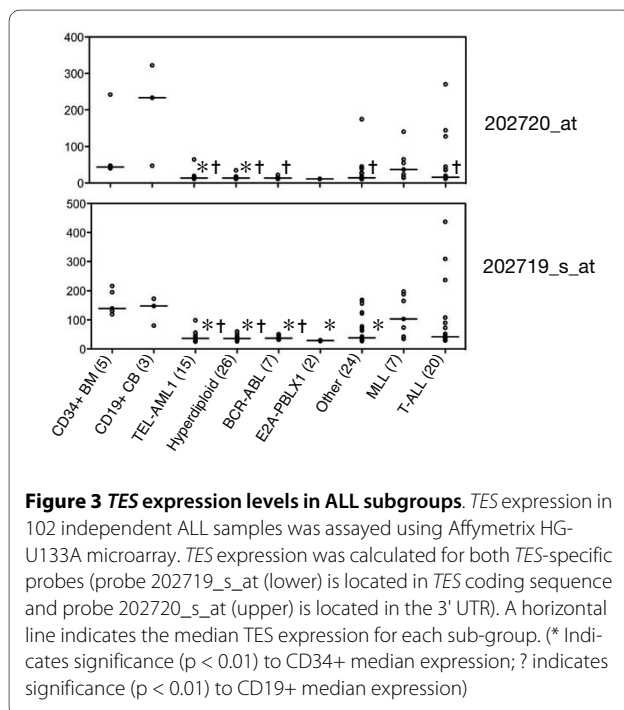 400
300
200
100
0
*† *† † † †
202720_at
500
400
300
200
100
0
*† *† *† * *
202719_s_at
CD34+ BM (5)
CD19+ CB (3)
TEL-AML1 (15)
Hyperdiploid (26)
BCR-ABL (7)
E2A-PBLX1 (2)
Other (24)
MLL (7)
T-ALL (20)
Figure 3 TES expression levels in ALL subgroups. TES expression in
102 independent ALL samples was assayed using Affymetrix HG-
U133A microarray. TES expression was calculated for both TES-specific
probes (probe 202719_s_at (lower) is located in TES coding sequence
and probe 202720_s_at (upper) is located in the 3' UTR). A horizontal
line indicates the median TES expression for each sub-group. (* Indi-
cates significance (p < 0.01) to CD34+ median expression; ? indicates
significance (p < 0.01) to CD19+ median expression)